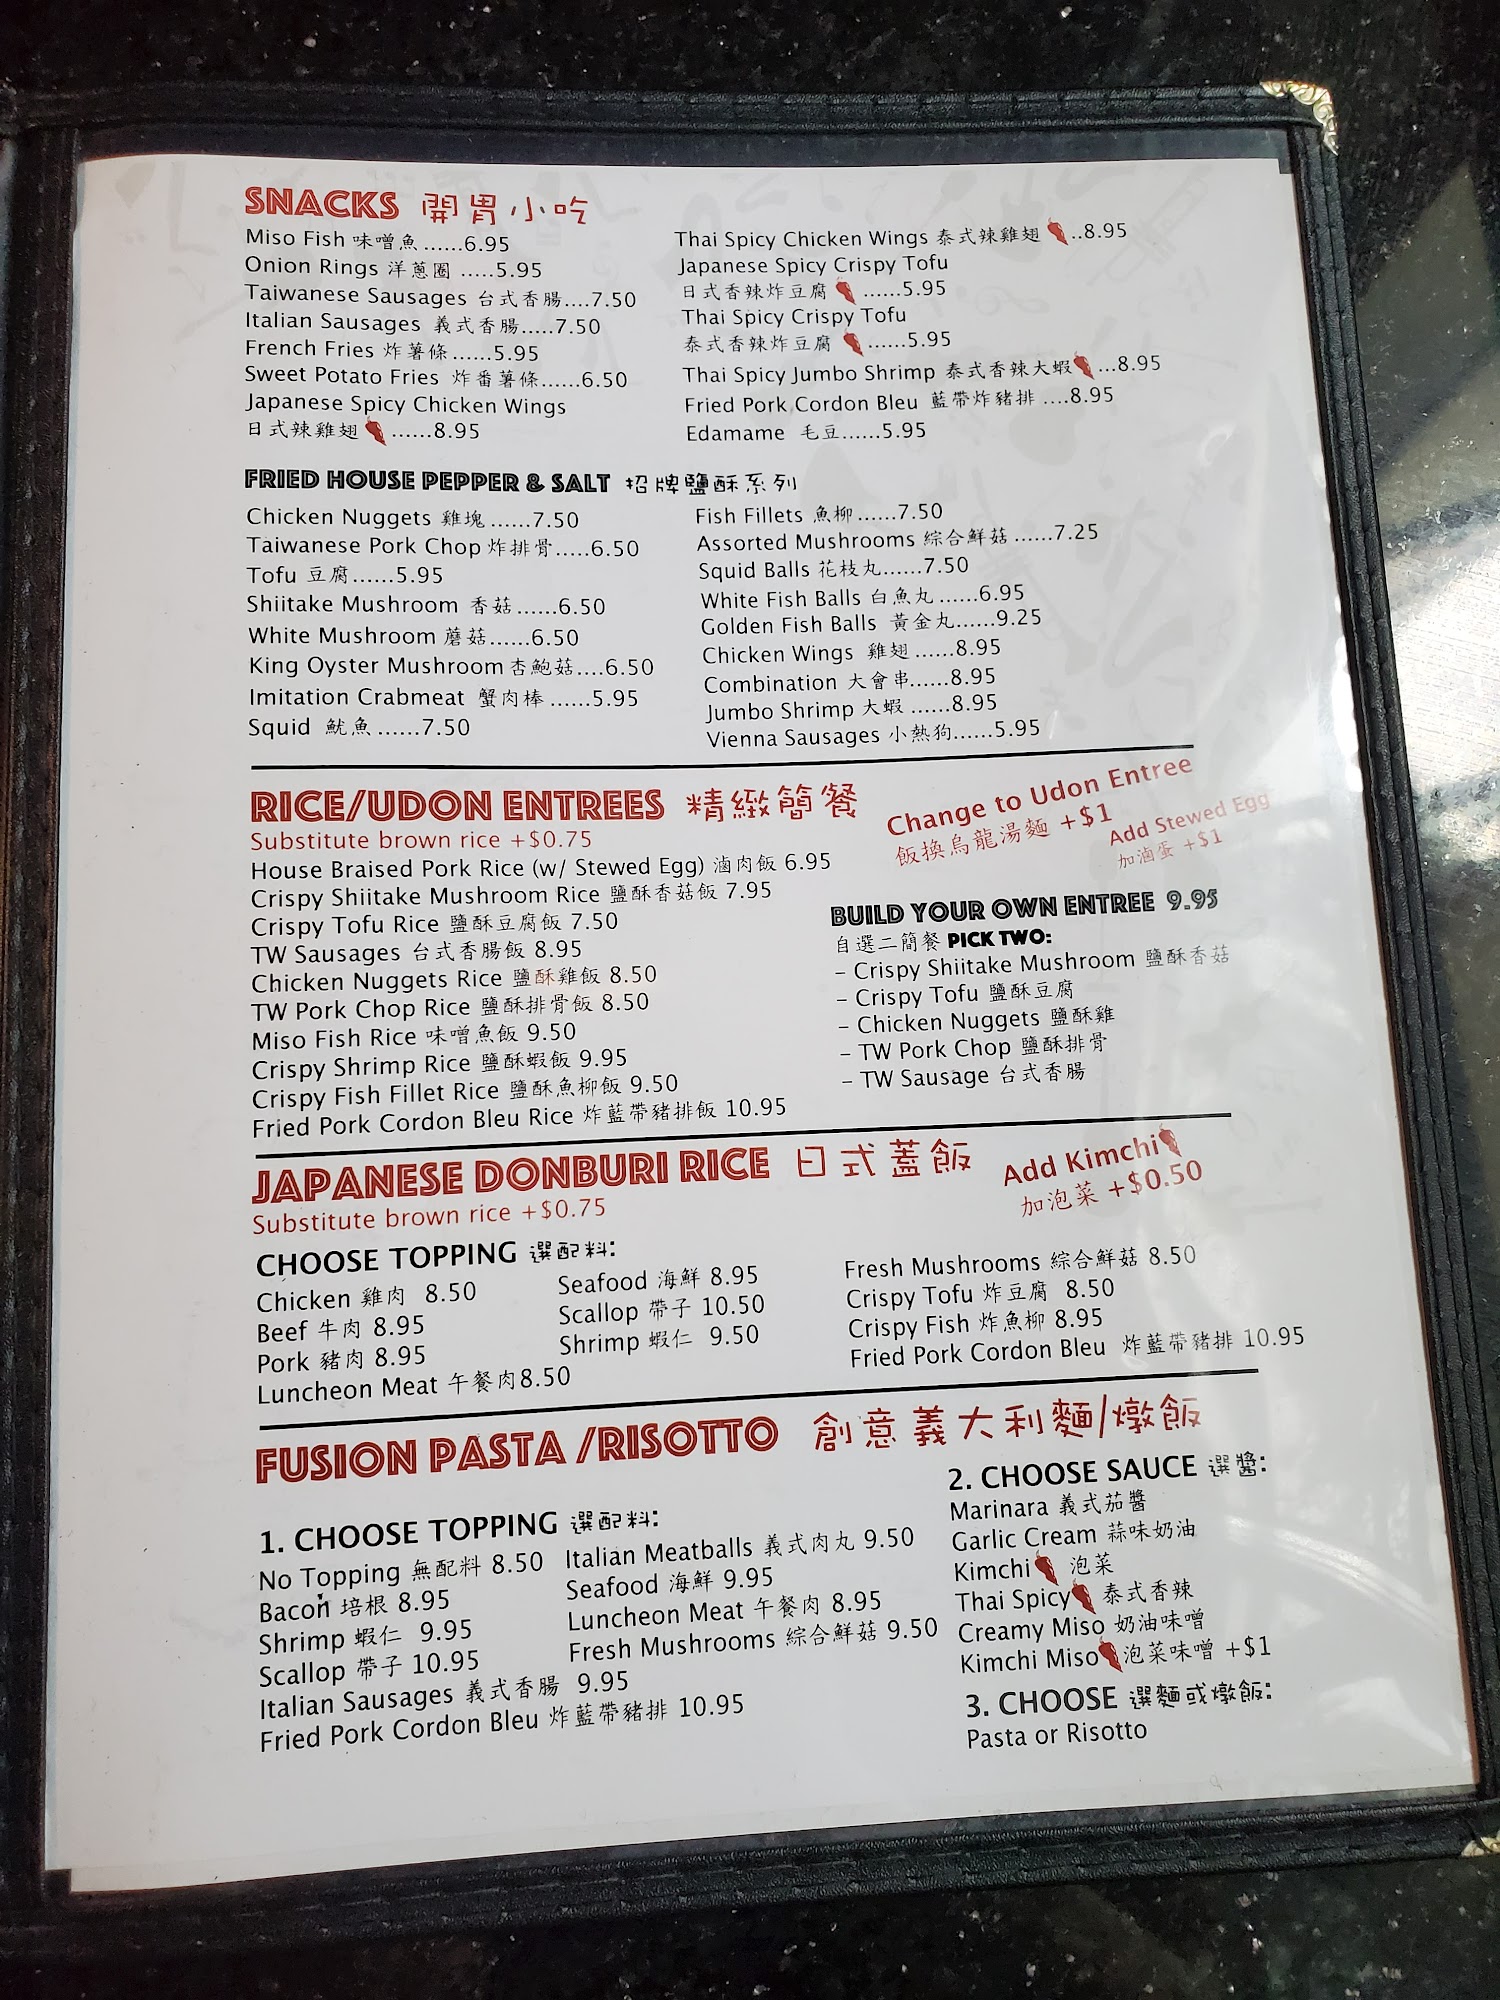 SNACKS 開胃小吃
Miso Fish 味噌魚......6.95
Onion Rings 洋蔥圈 .....5.95
Taiwanese Sausages 台式香腸....7.50
Italian Sausages 義式香腸.....7.50
French Fries 炸薯條......5.95
Sweet Potato Fries 炸番薯條......6.50
Japanese Spicy Chicken Wings
日式辣雞翅 ......8.95
Thai Spicy Chicken Wings 泰式辣雞翅 ..8.95
Japanese Spicy Crispy Tofu
日式香辣炸豆腐 ......5.95
Thai Spicy Crispy Tofu
泰式香辣炸豆腐 ......5.95
Thai Spicy Jumbo Shrimp 泰式香辣大蝦...8.95
Fried Pork Cordon Bleu 藍帶炸豬排 ....8.95
Edamame 毛豆......5.95
FRIED HOUSE PEPPER & SALT 招牌鹽酥系列
Chicken Nuggets 雞塊......7.50
Taiwanese Pork Chop 炸排骨.....6.50
Tofu 豆腐......5.95
Shiitake Mushroom 香菇......6.50
White Mushroom 蘑菇......6.50
King Oyster Mushroom 杏鮑菇....6.50
Imitation Crabmeat 蟹肉棒......5.95
Squid 魷魚......7.50
Fish Fillets 魚柳......7.50
Assorted Mushrooms 綜合鮮菇......7.25
Squid Balls 花枝丸......7.50
White Fish Balls 白魚丸......6.95
Golden Fish Balls 黃金丸......9.25
Chicken Wings 雞翅......8.95
Combination 大會串......8.95
Jumbo Shrimp 大蝦......8.95
Vienna Sausages 小熱狗......5.95
RICE/UDON ENTREES 精緻簡餐
Substitute brown rice +$0.75
Change to Udon Entree
飯換烏龍湯麵 +$1
Add Stewed Egg
加滷蛋 +$1
House Braised Pork Rice (w/ Stewed Egg) 滷肉飯 6.95
Crispy Shiitake Mushroom Rice 鹽酥香菇飯 7.95
Crispy Tofu Rice 鹽酥豆腐飯 7.50
TW Sausages 台式香腸飯 8.95
Chicken Nuggets Rice 鹽酥雞飯 8.50
TW Pork Chop Rice 鹽酥排骨飯 8.50
Miso Fish Rice 味噌魚飯 9.50
Crispy Shrimp Rice 鹽酥蝦飯 9.95
Crispy Fish Fillet Rice 鹽酥魚柳飯 9.50
Fried Pork Cordon Bleu Rice 炸藍帶豬排飯 10.95
BUILD YOUR OWN ENTREE 9.95
自選二簡餐 PICK TWO:
- Crispy Shiitake Mushroom 鹽酥香菇
- Crispy Tofu 鹽酥豆腐
- Chicken Nuggets 鹽酥雞
- TW Pork Chop 鹽酥排骨
- TW Sausage 台式香腸
JAPANESE DONBURI RICE 日式蓋飯
Substitute brown rice +$0.75
Add Kimchi
加泡菜 +$0.50
CHOOSE TOPPING 選配料:
Chicken 雞肉 8.50
Beef 牛肉 8.95
Pork 豬肉 8.95
Luncheon Meat 午餐肉8.50
Seafood 海鮮 8.95
Scallop 帶子 10.50
Shrimp 蝦仁 9.50
Fresh Mushrooms 綜合鮮菇 8.50
Crispy Tofu 炸豆腐 8.50
Crispy Fish 炸魚柳 8.95
Fried Pork Cordon Bleu 炸藍帶豬排 10.95
FUSION PASTA /RISOTTO 創意義大利麵/燉飯
1. CHOOSE TOPPING 選配料:
No Topping 無配料 8.50
Bacon 培根 8.95
Shrimp 蝦仁 9.95
Scallop 帶子 10.95
Italian Sausages 義式香腸 9.95
Fried Pork Cordon Bleu 炸藍帶豬排 10.95
Italian Meatballs 義式肉丸 9.50
Seafood 海鮮 9.95
Luncheon Meat 午餐肉 8.95
Fresh Mushrooms 綜合鮮菇 9.50
2. CHOOSE SAUCE 選醬:
Marinara 義式茄醬
Garlic Cream 蒜味奶油
Kimchi 泡菜
Thai Spicy 泰式香辣
Creamy Miso 奶油味噌
Kimchi Miso 泡菜味噌 +$1
3. CHOOSE 選麵或燉飯:
Pasta or Risotto